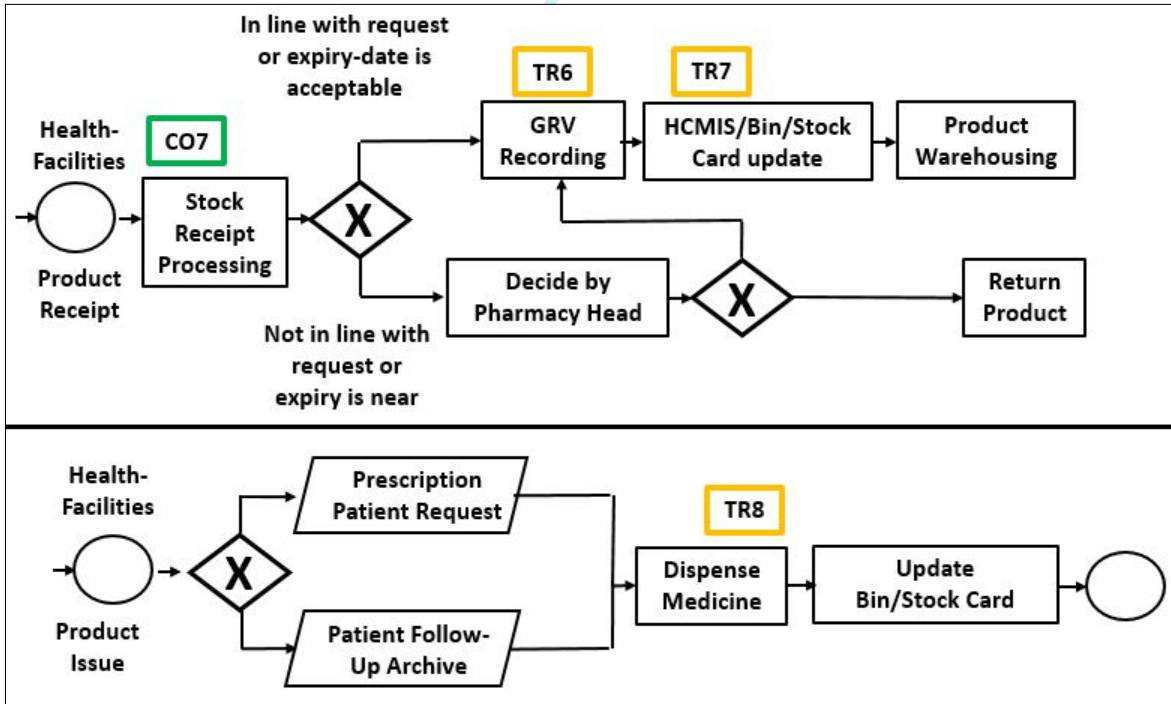 In line with request
or expiry-date is
acceptable
TR6
TR7
Health-
Facilities
CO7
GRV
Recording
HCMIS/Bin/Stock
Card update
Product
Warehousing
Stock
Receipt
Processing
X
Product
Receipt
Decide by
Pharmacy Head
X
Return
Product
Not in line with
request or
expiry is near
Health-
Facilities
Prescription
Patient Request
TR8
X
Dispense
Medicine
Update
Bin/Stock Card
Product
Issue
Patient Follow-
Up Archive